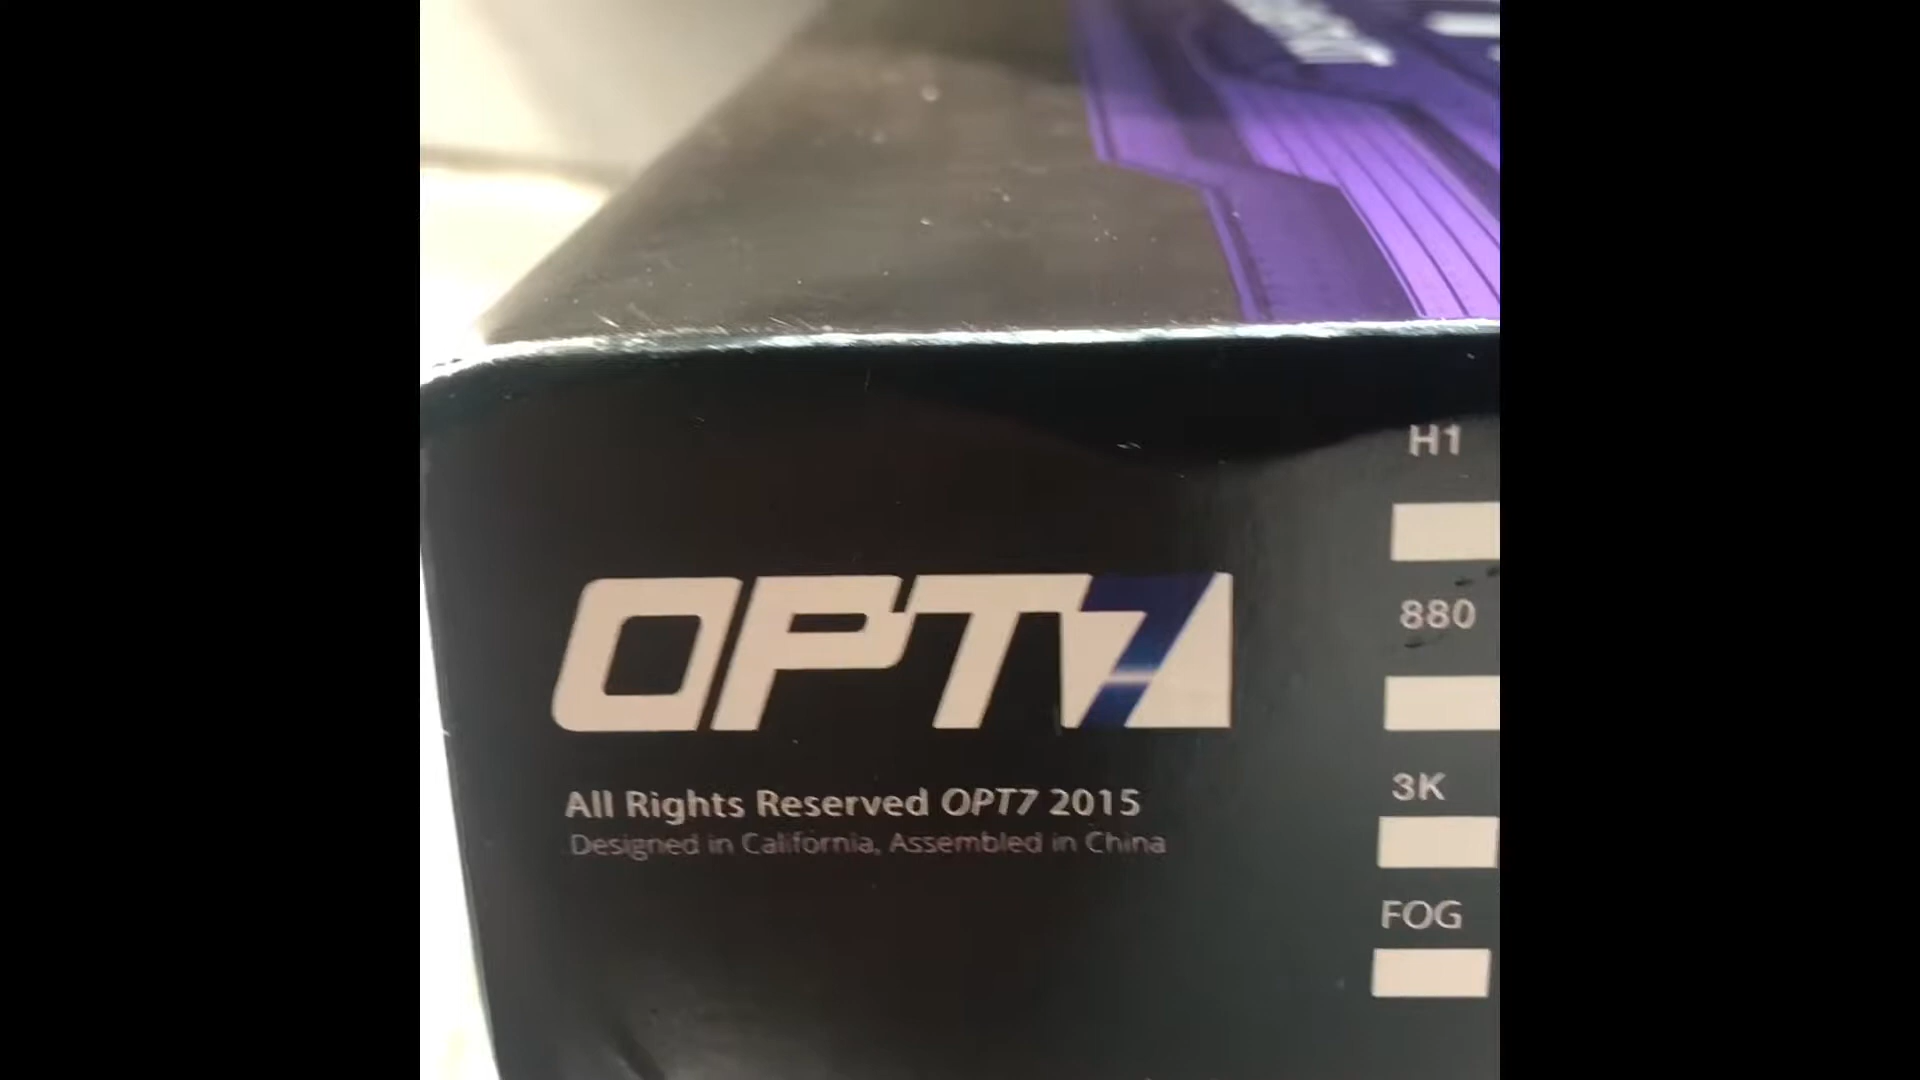 OPT7
All Rights Reserved OPT7 2015
Designed in California, Assembled in China
H1
880
3K
FOG